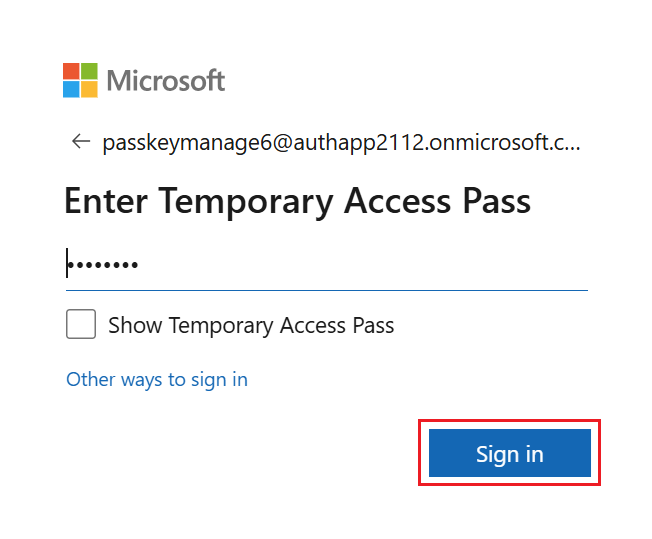 Microsoft
← passkeymanage6@authapp2112.onmicrosoft.c...
Enter Temporary Access Pass
••••••••
Show Temporary Access Pass
Other ways to sign in
Sign in